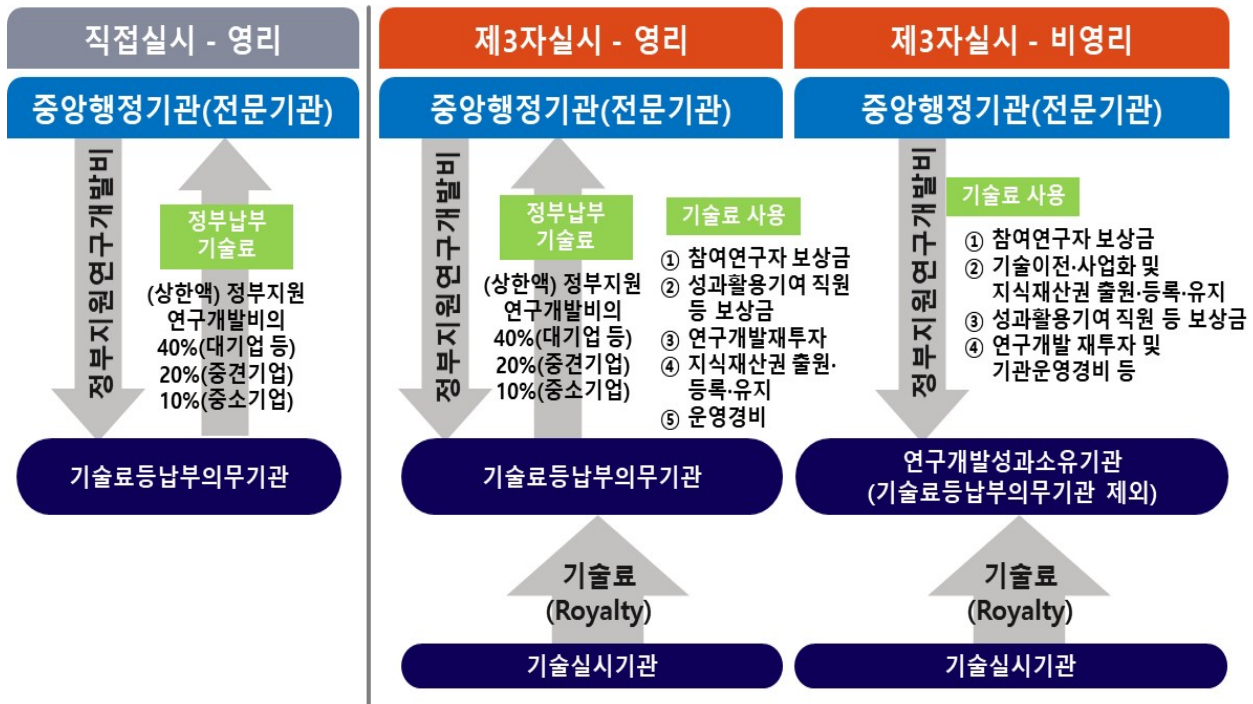 직접실시 - 영리
중앙행정기관(전문기관)
정부지원연구개발비
정부납부
기술료
(상한액) 정부지원
연구개발비의
40%(대기업 등)
20%(중견기업)
10%(중소기업)
기술료등납부의무기관
제3자실시 - 영리
중앙행정기관(전문기관)
정부지원연구개발비
정부납부
기술료
(상한액) 정부지원
연구개발비의
40%(대기업 등)
20%(중견기업)
10%(중소기업)
기술료 사용
① 참여연구자 보상금
② 성과활용기여 직원
등 보상금
③ 연구개발재투자
④ 지식재산권 출원·
등록·유지
⑤ 운영경비
기술료등납부의무기관
기술료
(Royalty)
기술실시기관
제3자실시 - 비영리
중앙행정기관(전문기관)
정부지원연구개발비
기술료 사용
① 참여연구자 보상금
② 기술이전·사업화 및
지식재산권 출원·등록·유지
③ 성과활용기여 직원 등 보상금
④ 연구개발 재투자 및
기관운영경비 등
연구개발성과소유기관
(기술료등납부의무기관 제외)
기술료
(Royalty)
기술실시기관